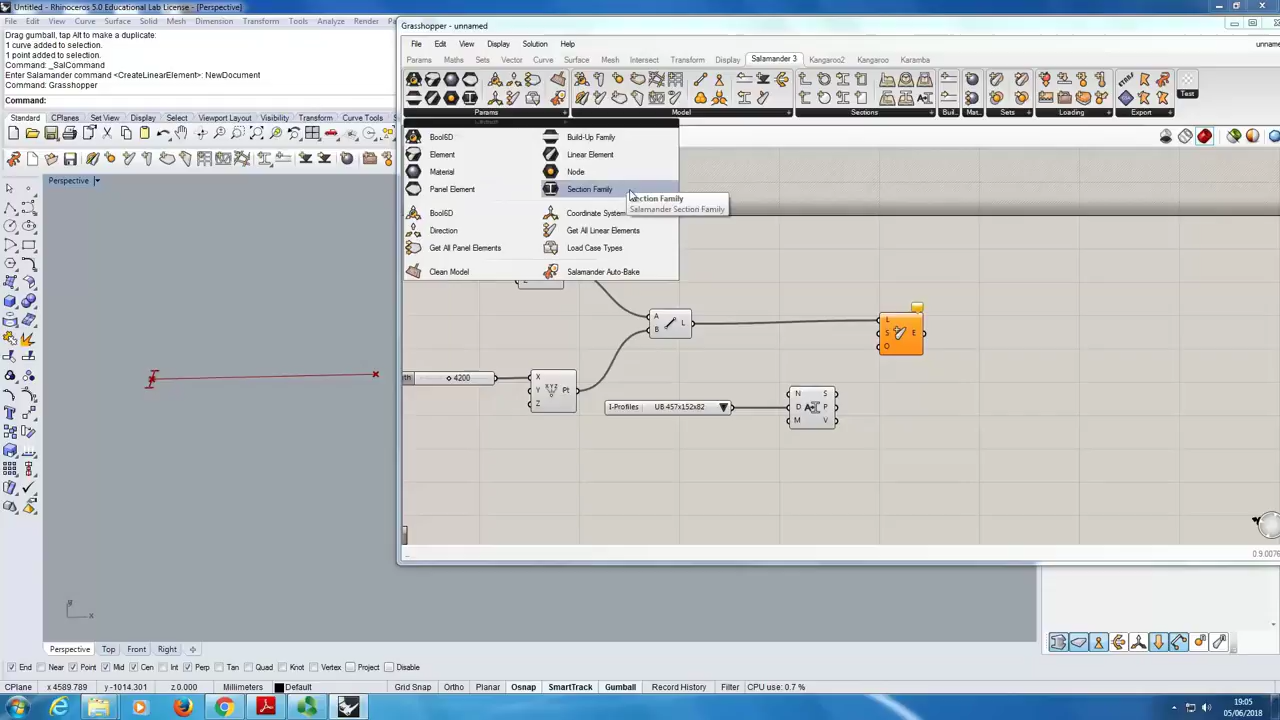 Untitled - Rhinoceros 5.0 Educational Lab License - [Perspective]
File Edit View Curve Surface Mesh Dimension Transform Tools Analyze Render
Drag gumball, tap Alt to make a duplicate:
1 curve added to selection.
1 point added to selection.
Command: _SalCommand
Enter Salamander command <CreateLinearElement>: NewDocument
Command: Grasshopper
Command:
Standard CPlanes Set View Display Select Viewport Layout Transform Curve Tools
Perspective
Grasshopper - unnamed
File Edit View Display Solution Help
Params Maths Sets Vector Curve Surface Mesh Intersect Transform Display Salamander 3 Kangaroo2 Kangaroo Karamba
Test
Params + Model + Sections + Buil... Mat... Sets + Loading + Export +
Bool6D Build-Up Family
Element Linear Element
Material Node
Panel Element Section Family
Section Family
Salamander Section Family
Bool6D Coordinate System
Direction Get All Linear Elements
Get All Panel Elements Load Case Types
Clean Model Salamander Auto-Bake
A
B
L
L
S
O
E
4200
X
Y
Z
Pt
I-Profiles UB 457x152x82
N
D
M
S
P
V
0.9.0076
y
x
Perspective Top Front Right
End Near Point Mid Cen Int Perp Tan Quad Knot Vertex Project Disable
CPlane x 4589.789 y -1014.301 z 0.000 Millimeters Default Grid Snap Ortho Planar Osnap SmartTrack Gumball Record History Filter CPU use: 0.7 %
19:05
05/06/2018